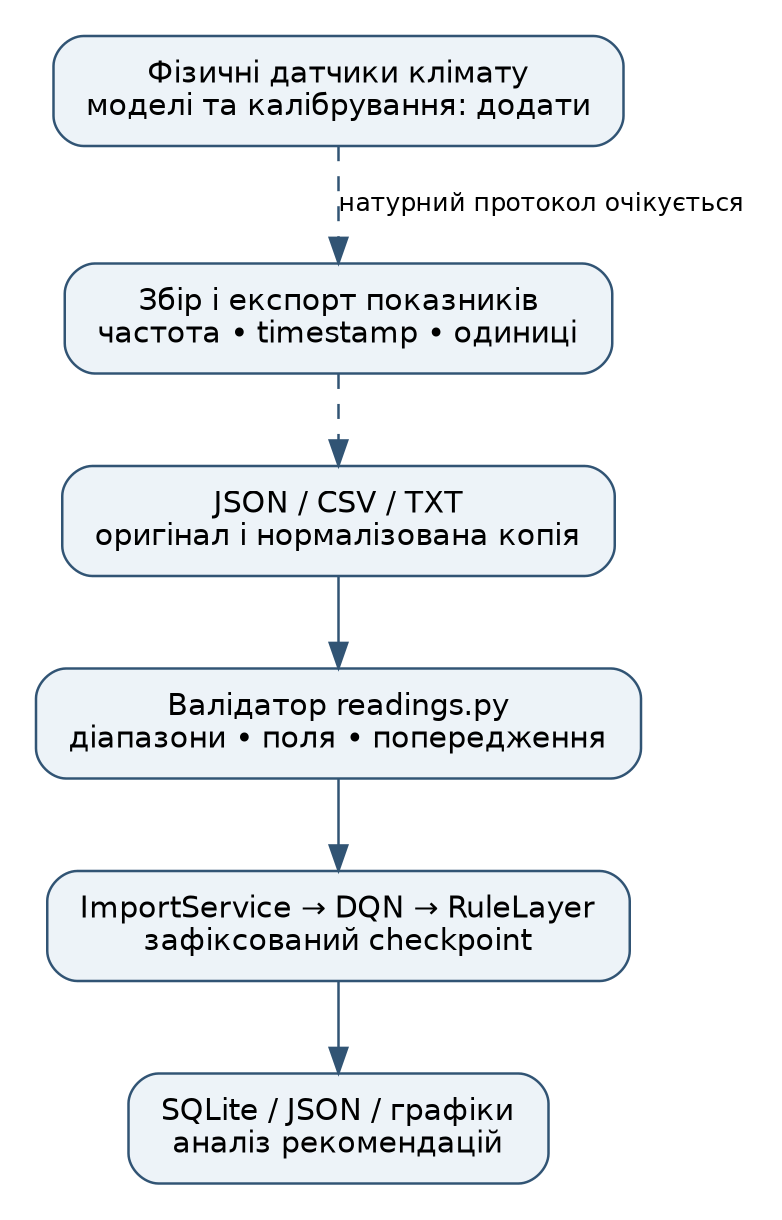 Фізичні датчики клімату
моделі та калібрування: додати
натурний протокол очікується
Збір і експорт показників
частота • timestamp • одиниці
JSON / CSV / TXT
оригінал і нормалізована копія
Валідатор readings.py
діапазони • поля • попередження
ImportService → DQN → RuleLayer
зафіксований checkpoint
SQLite / JSON / графіки
аналіз рекомендацій